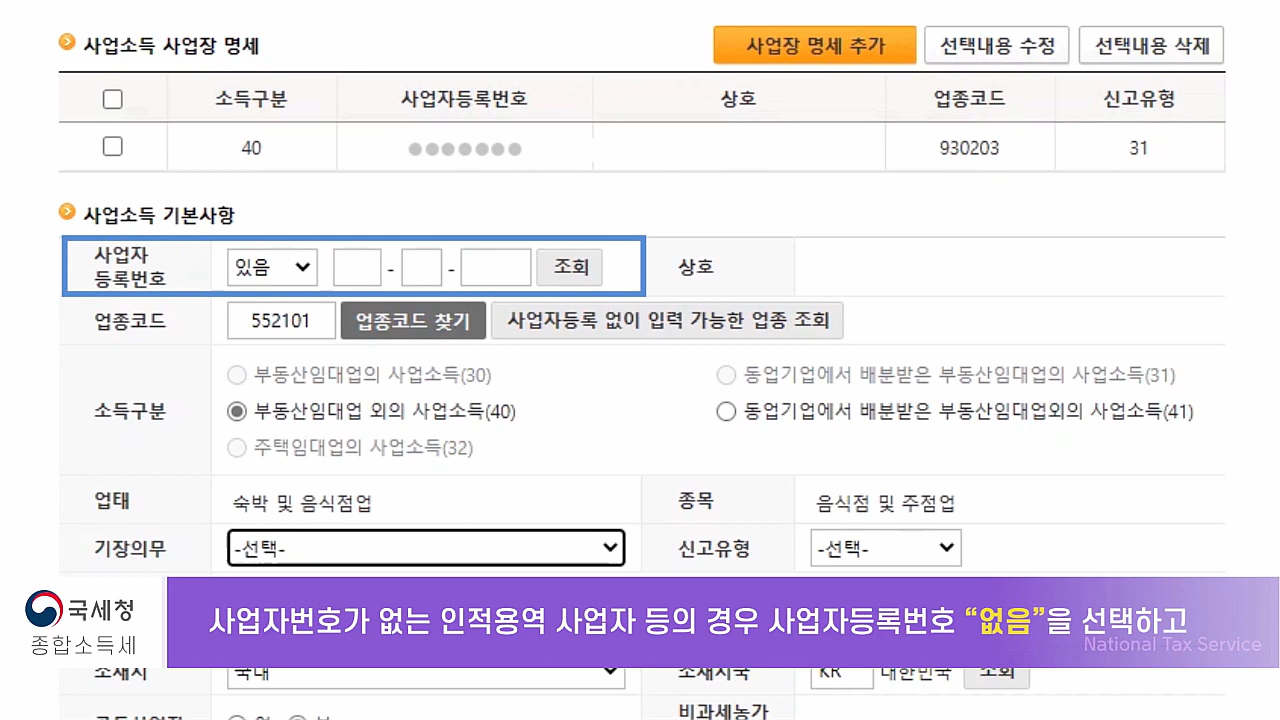 사업소득 사업장 명세
사업장 명세 추가 선택내용 수정 선택내용 삭제
소득구분 사업자등록번호 상호 업종코드 신고유형
40 930203 31
사업소득 기본사항
사업자
등록번호 있음 - - 조회 상호
업종코드 552101 업종코드 찾기 사업자등록 없이 입력 가능한 업종 조회
부동산임대업의 사업소득(30) 동업기업에서 배분받은 부동산임대업의 사업소득(31)
소득구분 부동산임대업 외의 사업소득(40) 동업기업에서 배분받은 부동산임대업외의 사업소득(41)
주택임대업의 사업소득(32)
업태 숙박 및 음식점업 종목 음식점 및 주점업
기장의무 -선택- 신고유형 -선택-
국세청
종합소득세
사업자번호가 없는 인적용역 사업자 등의 경우 사업자등록번호 “없음”을 선택하고
National Tax Service
소재지 국내 소재지국 KR 대한민국 조회
비과세농가